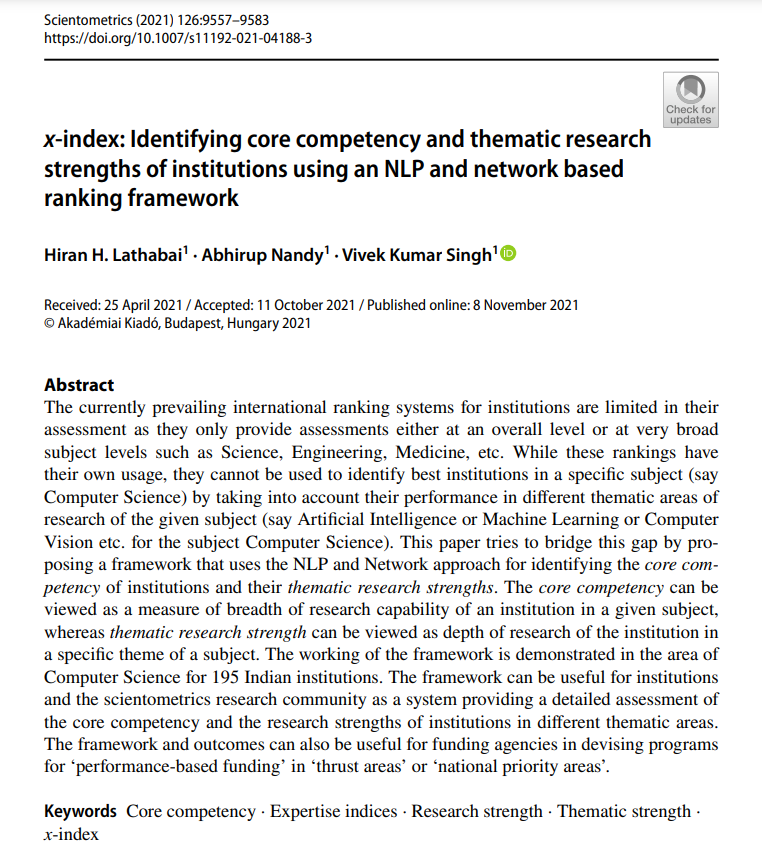 Scientometrics (2021) 126:9557–9583
https://doi.org/10.1007/s11192-021-04188-3
Check for
updates
x-index: Identifying core competency and thematic research
strengths of institutions using an NLP and network based
ranking framework
Hiran H. Lathabai1 · Abhirup Nandy1 · Vivek Kumar Singh1 iD
Received: 25 April 2021 / Accepted: 11 October 2021 / Published online: 8 November 2021
© Akadémiai Kiadó, Budapest, Hungary 2021
Abstract
The currently prevailing international ranking systems for institutions are limited in their
assessment as they only provide assessments either at an overall level or at very broad
subject levels such as Science, Engineering, Medicine, etc. While these rankings have
their own usage, they cannot be used to identify best institutions in a specific subject (say
Computer Science) by taking into account their performance in different thematic areas of
research of the given subject (say Artificial Intelligence or Machine Learning or Computer
Vision etc. for the subject Computer Science). This paper tries to bridge this gap by pro-
posing a framework that uses the NLP and Network approach for identifying the core com-
petency of institutions and their thematic research strengths. The core competency can be
viewed as a measure of breadth of research capability of an institution in a given subject,
whereas thematic research strength can be viewed as depth of research of the institution in
a specific theme of a subject. The working of the framework is demonstrated in the area of
Computer Science for 195 Indian institutions. The framework can be useful for institutions
and the scientometrics research community as a system providing a detailed assessment of
the core competency and the research strengths of institutions in different thematic areas.
The framework and outcomes can also be useful for funding agencies in devising programs
for ‘performance-based funding’ in ‘thrust areas’ or ‘national priority areas’.
Keywords Core competency · Expertise indices · Research strength · Thematic strength ·
x-index